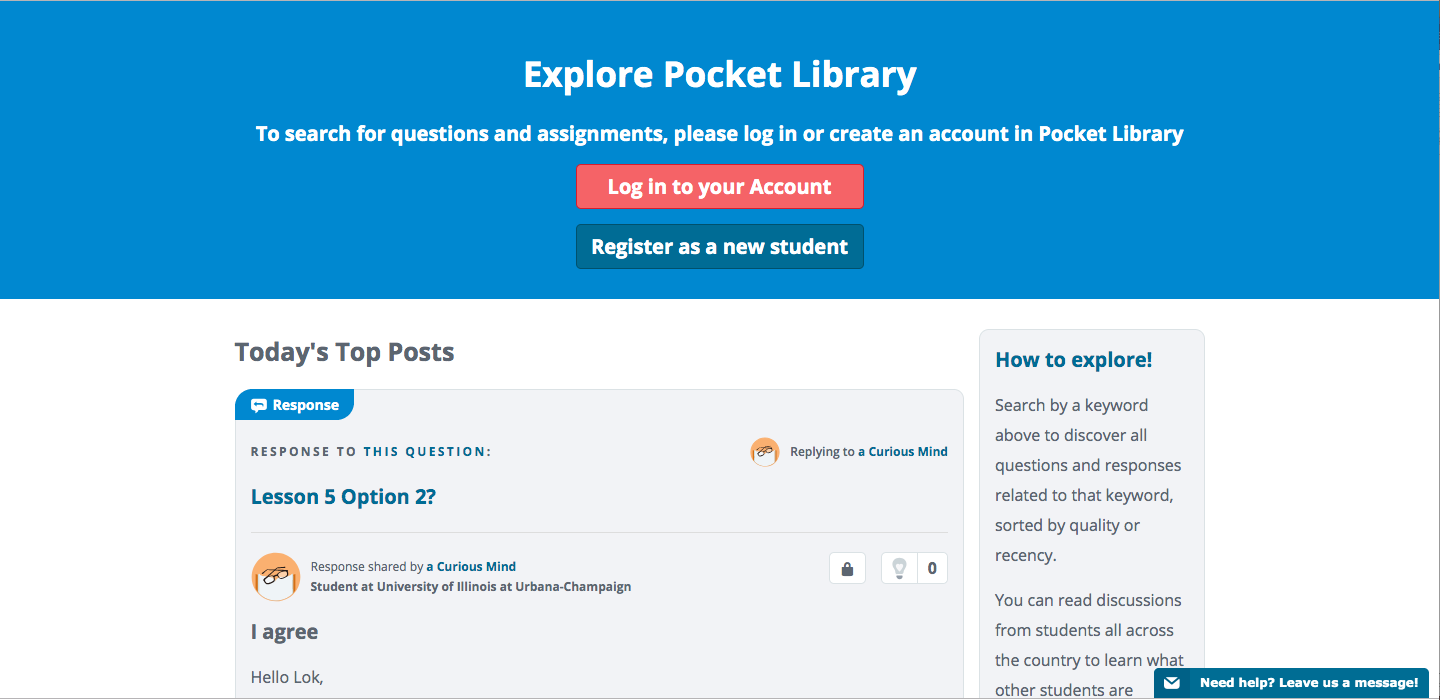 Explore Pocket Library
To search for questions and assignments, please log in or create an account in Pocket Library
Log in to your Account
Register as a new student
Today's Top Posts
Response
RESPONSE TO THIS QUESTION:
Replying to a Curious Mind
Lesson 5 Option 2?
Response shared by a Curious Mind
Student at University of Illinois at Urbana-Champaign
0
I agree
Hello Lok,
How to explore!
Search by a keyword
above to discover all
questions and responses
related to that keyword,
sorted by quality or
recency.
You can read discussions
from students all across
the country to learn what
other students are
Need help? Leave us a message!